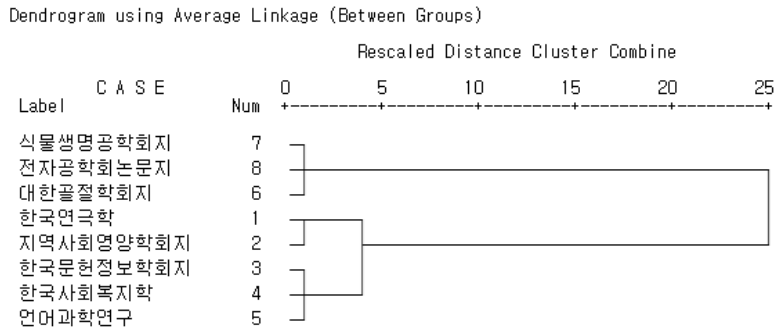 Dendrogram using Average Linkage (Between Groups)
Rescaled Distance Cluster Combine
C A S E 0 5 10 15 20 25
Label Num +---------+---------+---------+---------+---------+
식물생명공학회지 7
전자공학회논문지 8
대한골절학회지 6
한국연극학 1
지역사회영양학회지 2
한국문헌정보학회지 3
한국사회복지학 4
언어과학연구 5